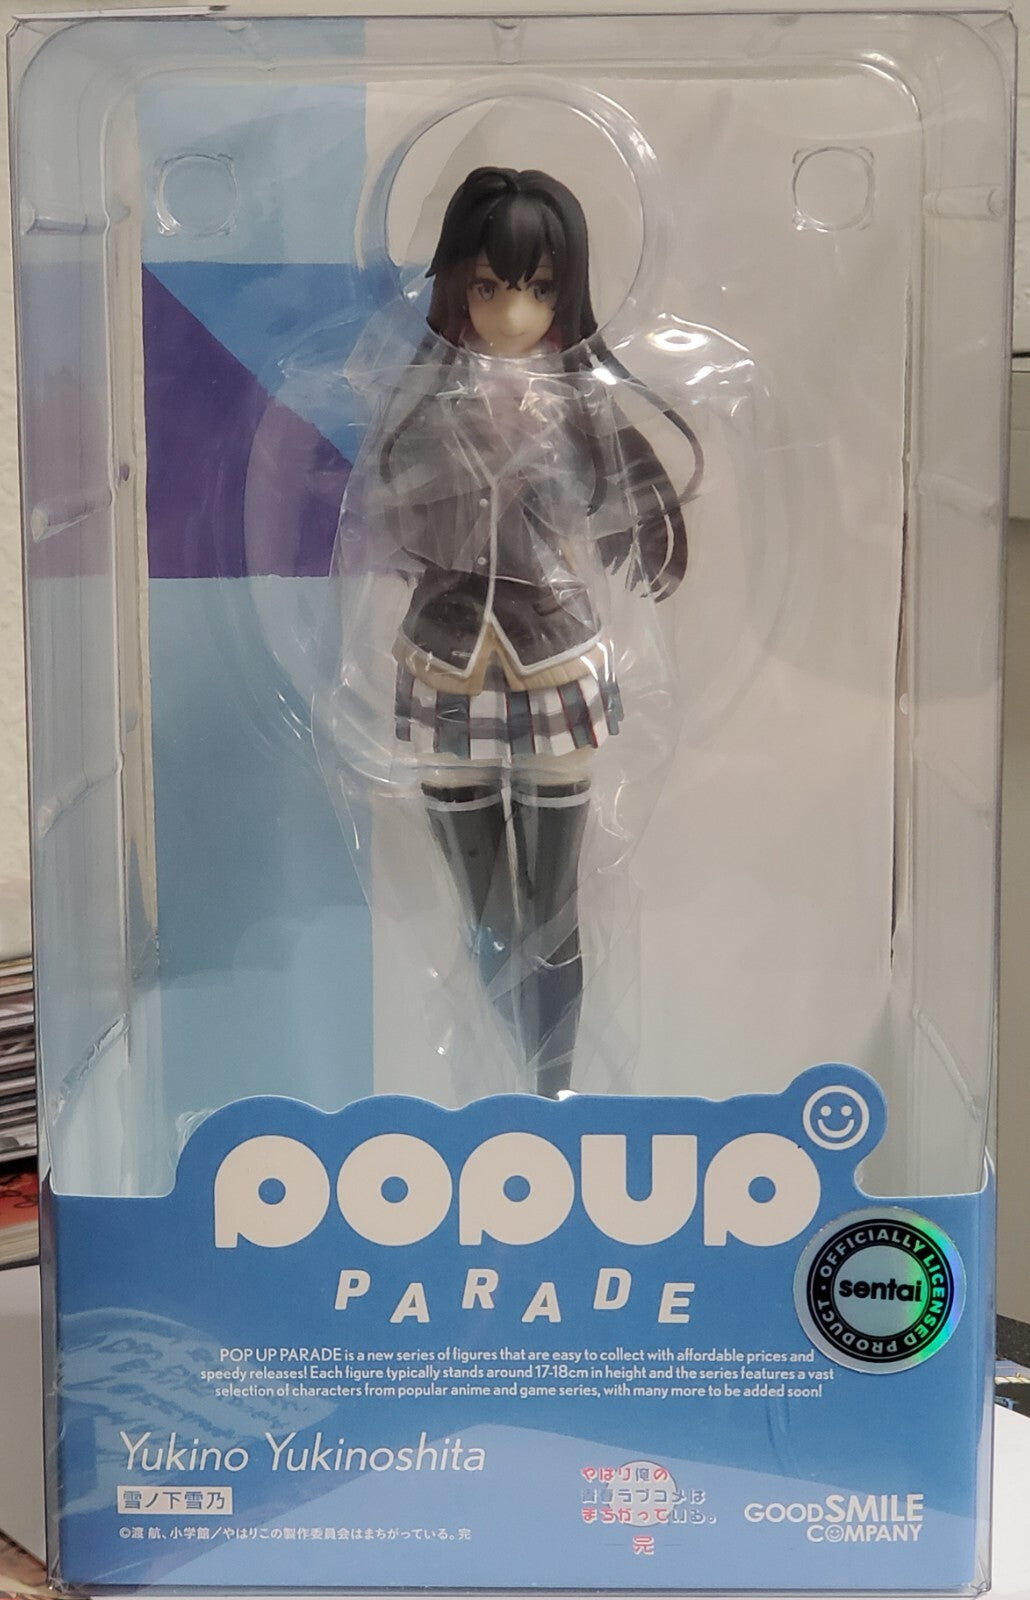 POPUP
PARADE
OFFICIALLY LICENSED PRODUCT •
sentai
POP UP PARADE is a new series of figures that are easy to collect with affordable prices and
speedy releases! Each figure typically stands around 17-18cm in height and the series features a vast
selection of characters from popular anime and game series, with many more to be added soon!
Yukino Yukinoshita
雪ノ下雪乃
©渡 航、小学館／やはりこの製作委員会はまちがっている。完
やはり俺の
青春ラブコメは
まちがっている。
完
GOOD SMILE
COMPANY